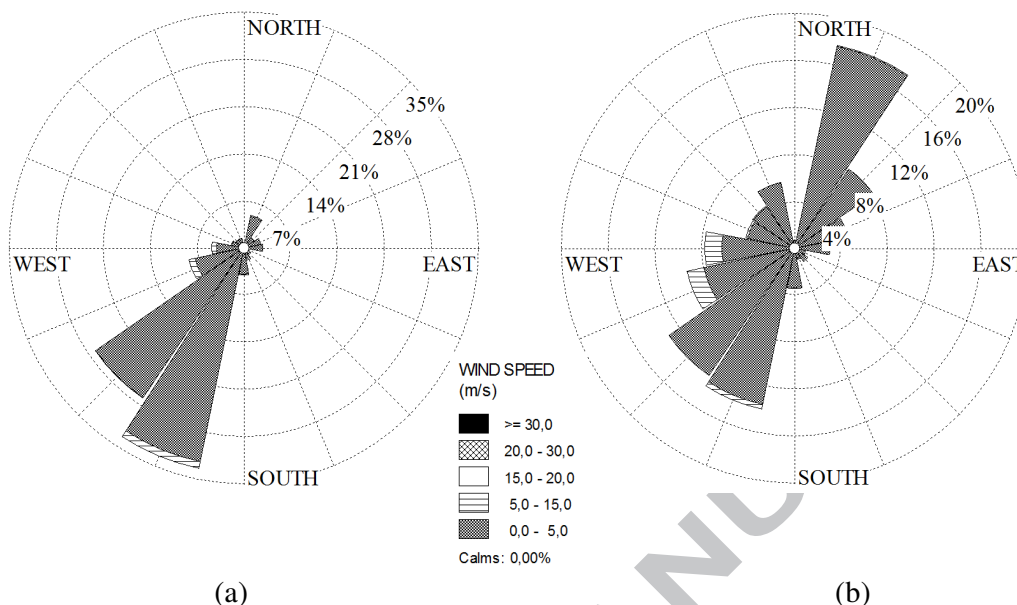 NORTH
35%
28%
21%
14%
7%
WEST
EAST
SOUTH
NORTH
20%
16%
12%
8%
4%
WEST
EAST
SOUTH
WIND SPEED
(m/s)
>= 30,0
20,0 - 30,0
15,0 - 20,0
5,0 - 15,0
0,0 - 5,0
Calms: 0,00%
(a)
(b)